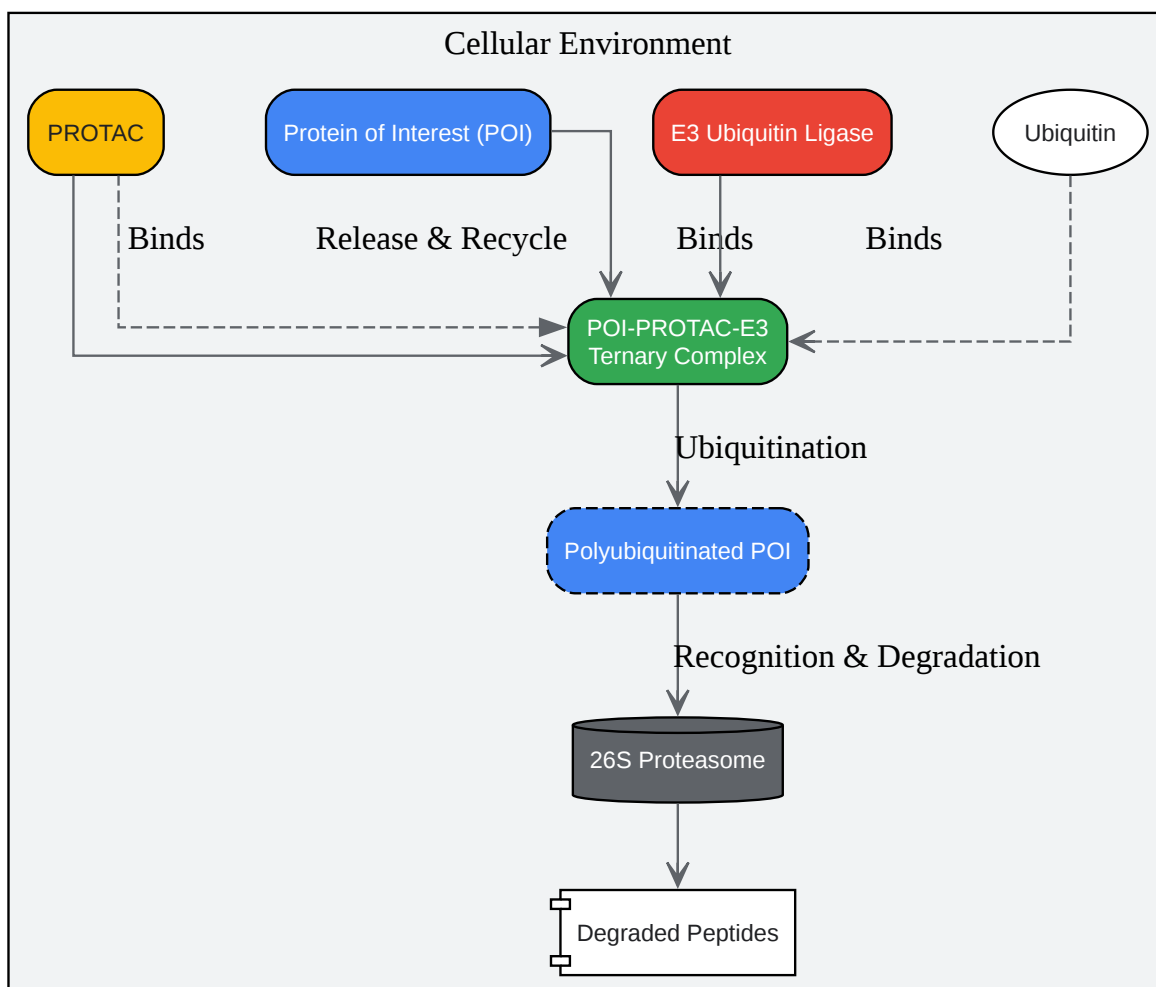 Cellular Environment
PROTAC
Protein of Interest (POI)
E3 Ubiquitin Ligase
Ubiquitin
Binds
Release & Recycle
Binds
Binds
POI-PROTAC-E3
Ternary Complex
Ubiquitination
Polyubiquitinated POI
Recognition & Degradation
26S Proteasome
Degraded Peptides